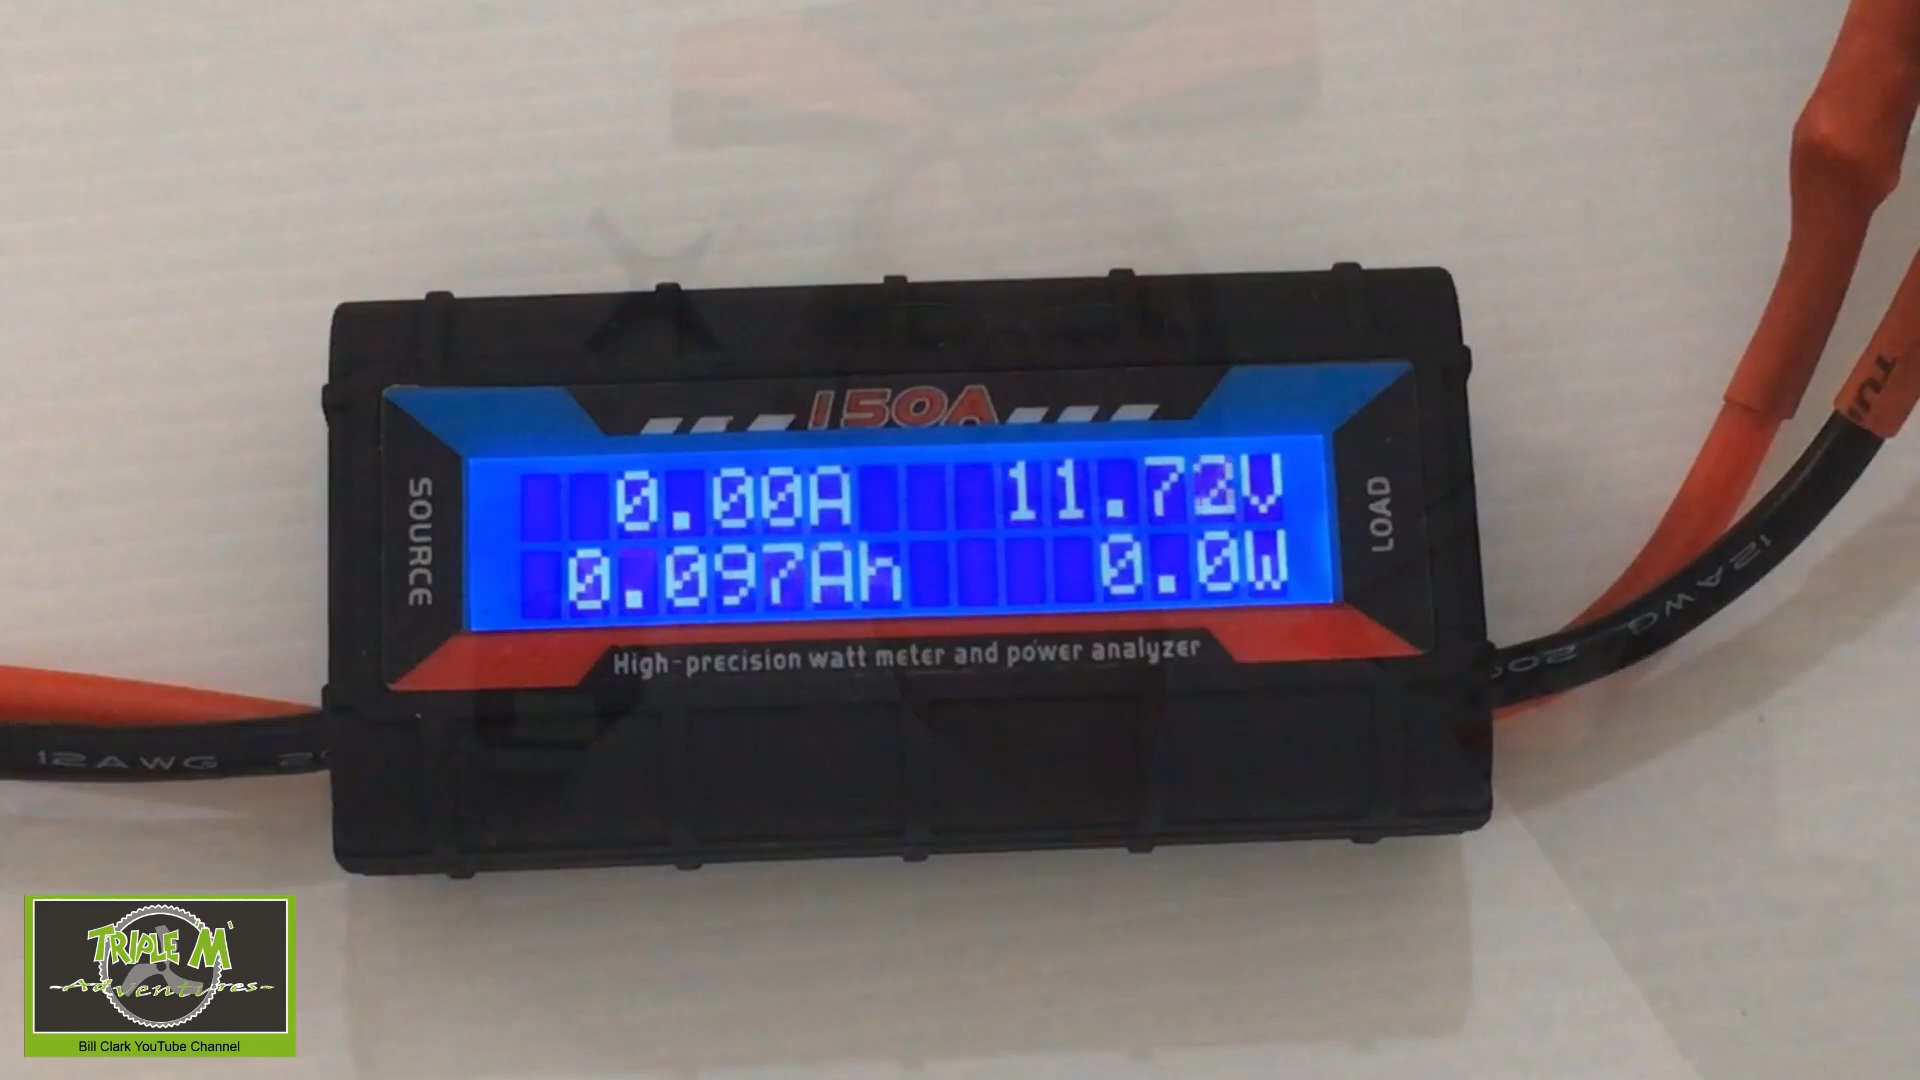 150A
SOURCE
0.00A 11.72V
0.097Ah 0.0W
LOAD
High-precision watt meter and power analyzer
12AWG
12AWG
TRIPLE M
-Adventures-
Bill Clark YouTube Channel